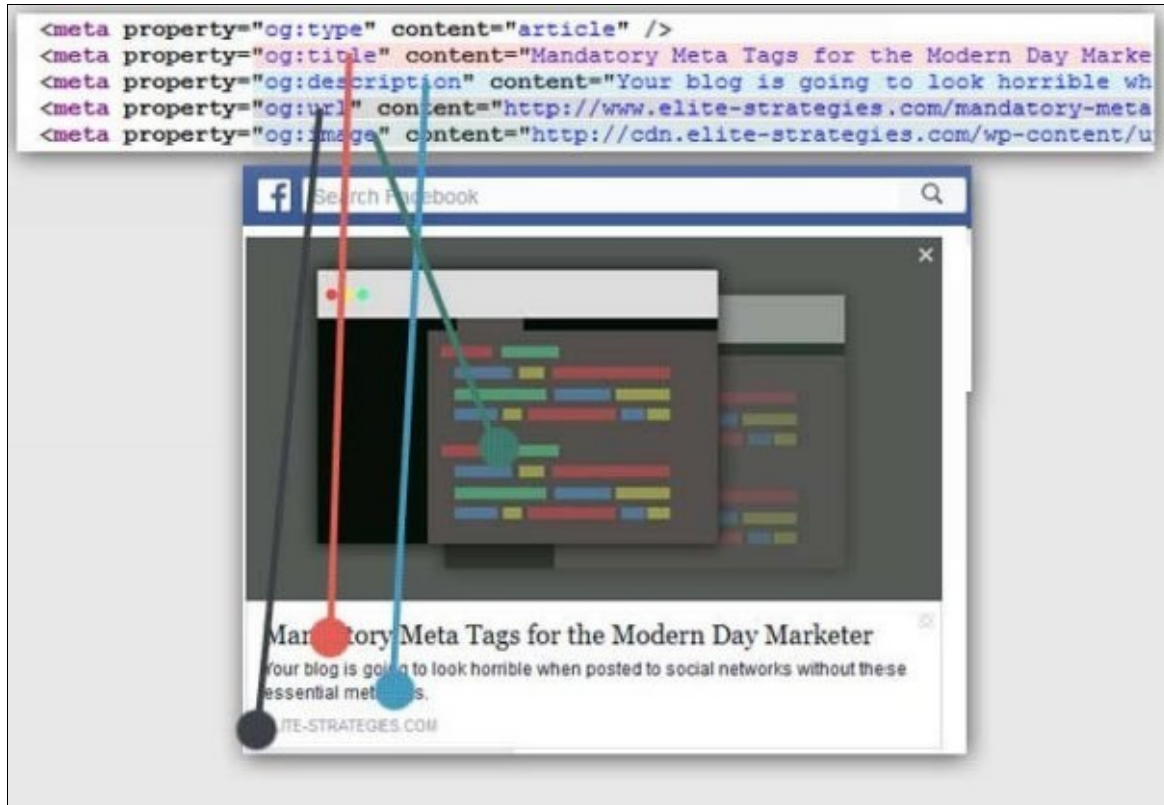 <meta property="og:type" content="article" />
<meta property="og:title" content="Mandatory Meta Tags for the Modern Day Marke
<meta property="og:description" content="Your blog is going to look horrible wh
<meta property="og:url" content="http://www.elite-strategies.com/mandatory-meta
<meta property="og:image" content="http://cdn.elite-strategies.com/wp-content/u
f Search Facebook
Mandatory Meta Tags for the Modern Day Marketer
Your blog is going to look horrible when posted to social networks without these
essential meta tags.
ELITE-STRATEGIES.COM